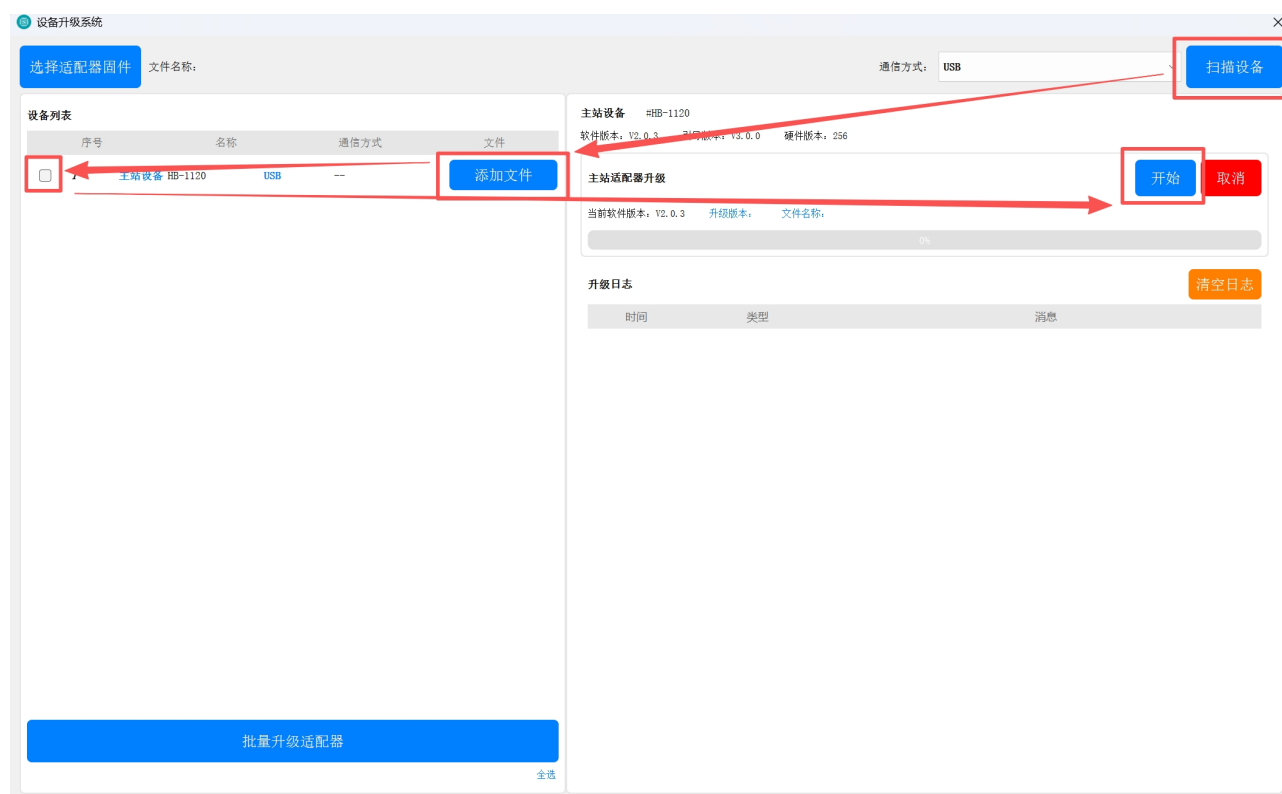 设备升级系统
选择适配器固件 文件名称: 通信方式: USB 扫描设备
设备列表
序号 名称 通信方式 文件
主站设备 HB-1120 USB -- 添加文件
批量升级适配器
全选
主站设备 #HB-1120
软件版本: V2.0.3 引导版本: V3.0.0 硬件版本: 256
主站适配器升级 开始 取消
当前软件版本: V2.0.3 升级版本: 文件名称:
0%
升级日志 清空日志
时间 类型 消息